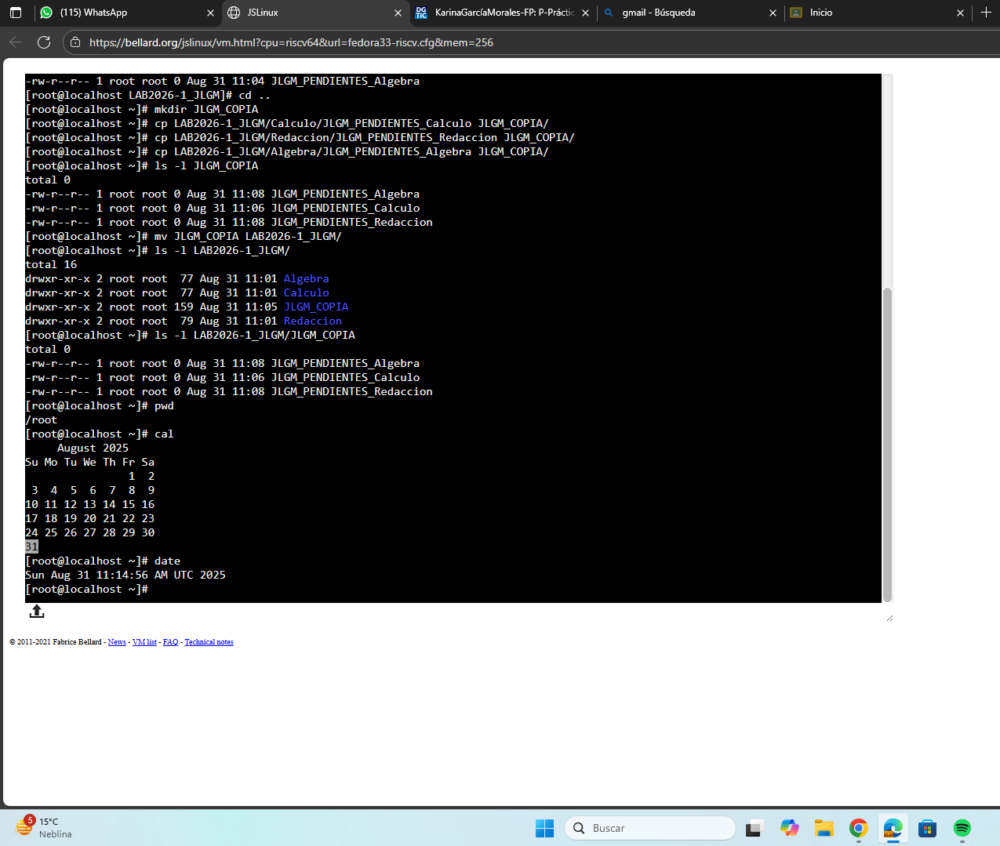 (115) WhatsApp
JSLinux
DG TIC
KarinaGarcíaMorales-FP: P-Práctic
gmail - Búsqueda
Inicio
https://bellard.org/jslinux/vm.html?cpu=riscv64&url=fedora33-riscv.cfg&mem=256
-rw-r--r-- 1 root root 0 Aug 31 11:04 JLGM_PENDIENTES_Algebra
[root@localhost LAB2026-1_JLGM]# cd ..
[root@localhost ~]# mkdir JLGM_COPIA
[root@localhost ~]# cp LAB2026-1_JLGM/Calculo/JLGM_PENDIENTES_Calculo JLGM_COPIA/
[root@localhost ~]# cp LAB2026-1_JLGM/Redaccion/JLGM_PENDIENTES_Redaccion JLGM_COPIA/
[root@localhost ~]# cp LAB2026-1_JLGM/Algebra/JLGM_PENDIENTES_Algebra JLGM_COPIA/
[root@localhost ~]# ls -l JLGM_COPIA
total 0
-rw-r--r-- 1 root root 0 Aug 31 11:08 JLGM_PENDIENTES_Algebra
-rw-r--r-- 1 root root 0 Aug 31 11:06 JLGM_PENDIENTES_Calculo
-rw-r--r-- 1 root root 0 Aug 31 11:08 JLGM_PENDIENTES_Redaccion
[root@localhost ~]# mv JLGM_COPIA LAB2026-1_JLGM/
[root@localhost ~]# ls -l LAB2026-1_JLGM/
total 16
drwxr-xr-x 2 root root  77 Aug 31 11:01 Algebra
drwxr-xr-x 2 root root  77 Aug 31 11:01 Calculo
drwxr-xr-x 2 root root 159 Aug 31 11:05 JLGM_COPIA
drwxr-xr-x 2 root root  79 Aug 31 11:01 Redaccion
[root@localhost ~]# ls -l LAB2026-1_JLGM/JLGM_COPIA
total 0
-rw-r--r-- 1 root root 0 Aug 31 11:08 JLGM_PENDIENTES_Algebra
-rw-r--r-- 1 root root 0 Aug 31 11:06 JLGM_PENDIENTES_Calculo
-rw-r--r-- 1 root root 0 Aug 31 11:08 JLGM_PENDIENTES_Redaccion
[root@localhost ~]# pwd
/root
[root@localhost ~]# cal
August 2025
Su Mo Tu We Th Fr Sa
1  2
3  4  5  6  7  8  9
10 11 12 13 14 15 16
17 18 19 20 21 22 23
24 25 26 27 28 29 30
31
[root@localhost ~]# date
Sun Aug 31 11:14:56 AM UTC 2025
[root@localhost ~]#
© 2011-2021 Fabrice Bellard - News - VM list - FAQ - Technical notes
5
15°C
Neblina
Buscar